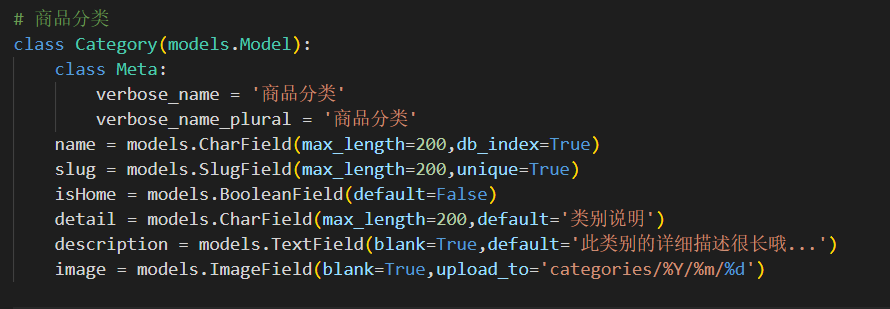 # 商品分类
class Category(models.Model):
    class Meta:
        verbose_name = '商品分类'
        verbose_name_plural = '商品分类'
    name = models.CharField(max_length=200,db_index=True)
    slug = models.SlugField(max_length=200,unique=True)
    isHome = models.BooleanField(default=False)
    detail = models.CharField(max_length=200,default='类别说明')
    description = models.TextField(blank=True,default='此类别的详细描述很长哦...')
    image = models.ImageField(blank=True,upload_to='categories/%Y/%m/%d')